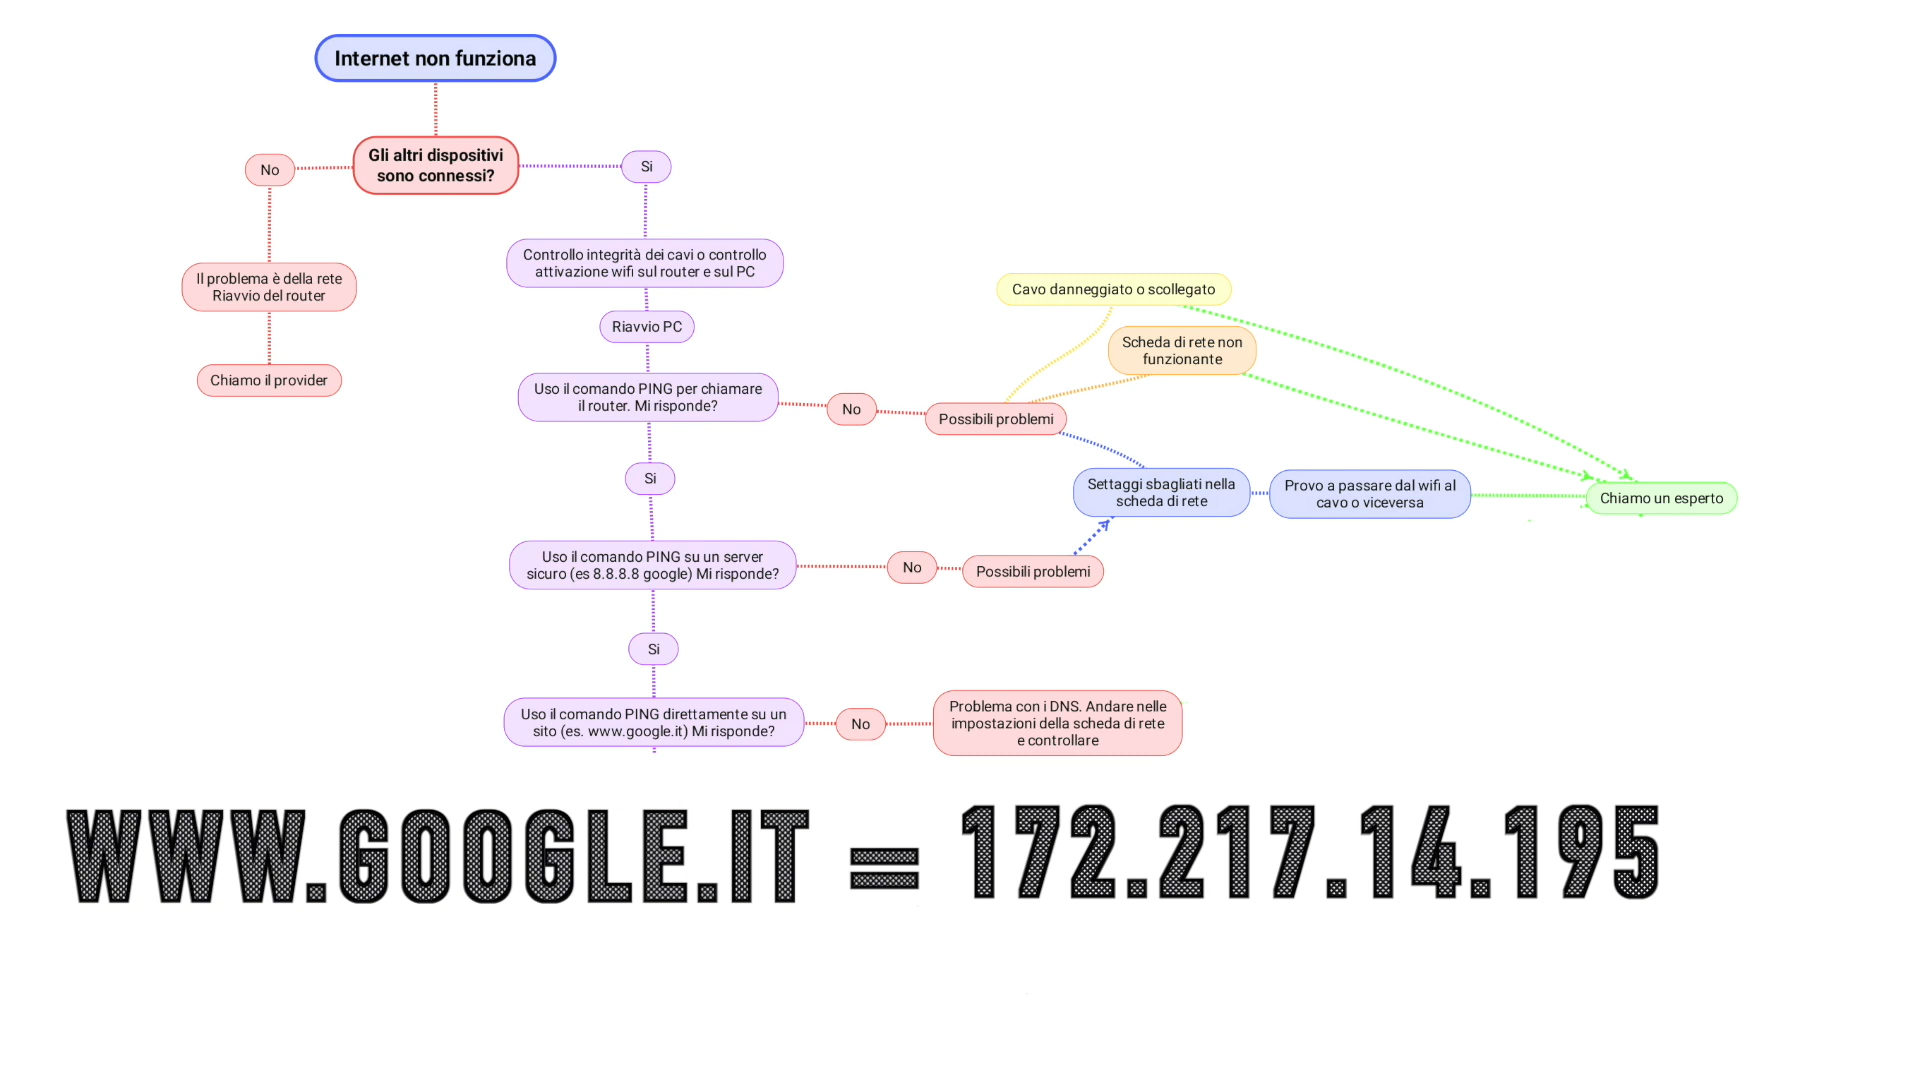 Internet non funziona
Gli altri dispositivi
sono connessi?
No
Si
Il problema è della rete
Riavvio del router
Chiamo il provider
Controllo integrità dei cavi o controllo
attivazione wifi sul router e sul PC
Riavvio PC
Uso il comando PING per chiamare
il router. Mi risponde?
No
Possibili problemi
Cavo danneggiato o scollegato
Scheda di rete non
funzionante
Settaggi sbagliati nella
scheda di rete
Provo a passare dal wifi al
cavo o viceversa
Chiamo un esperto
Si
Uso il comando PING su un server
sicuro (es 8.8.8.8 google) Mi risponde?
No
Possibili problemi
Si
Uso il comando PING direttamente su un
sito (es. www.google.it) Mi risponde?
No
Problema con i DNS. Andare nelle
impostazioni della scheda di rete
e controllare
WWW.GOOGLE.IT = 172.217.14.195